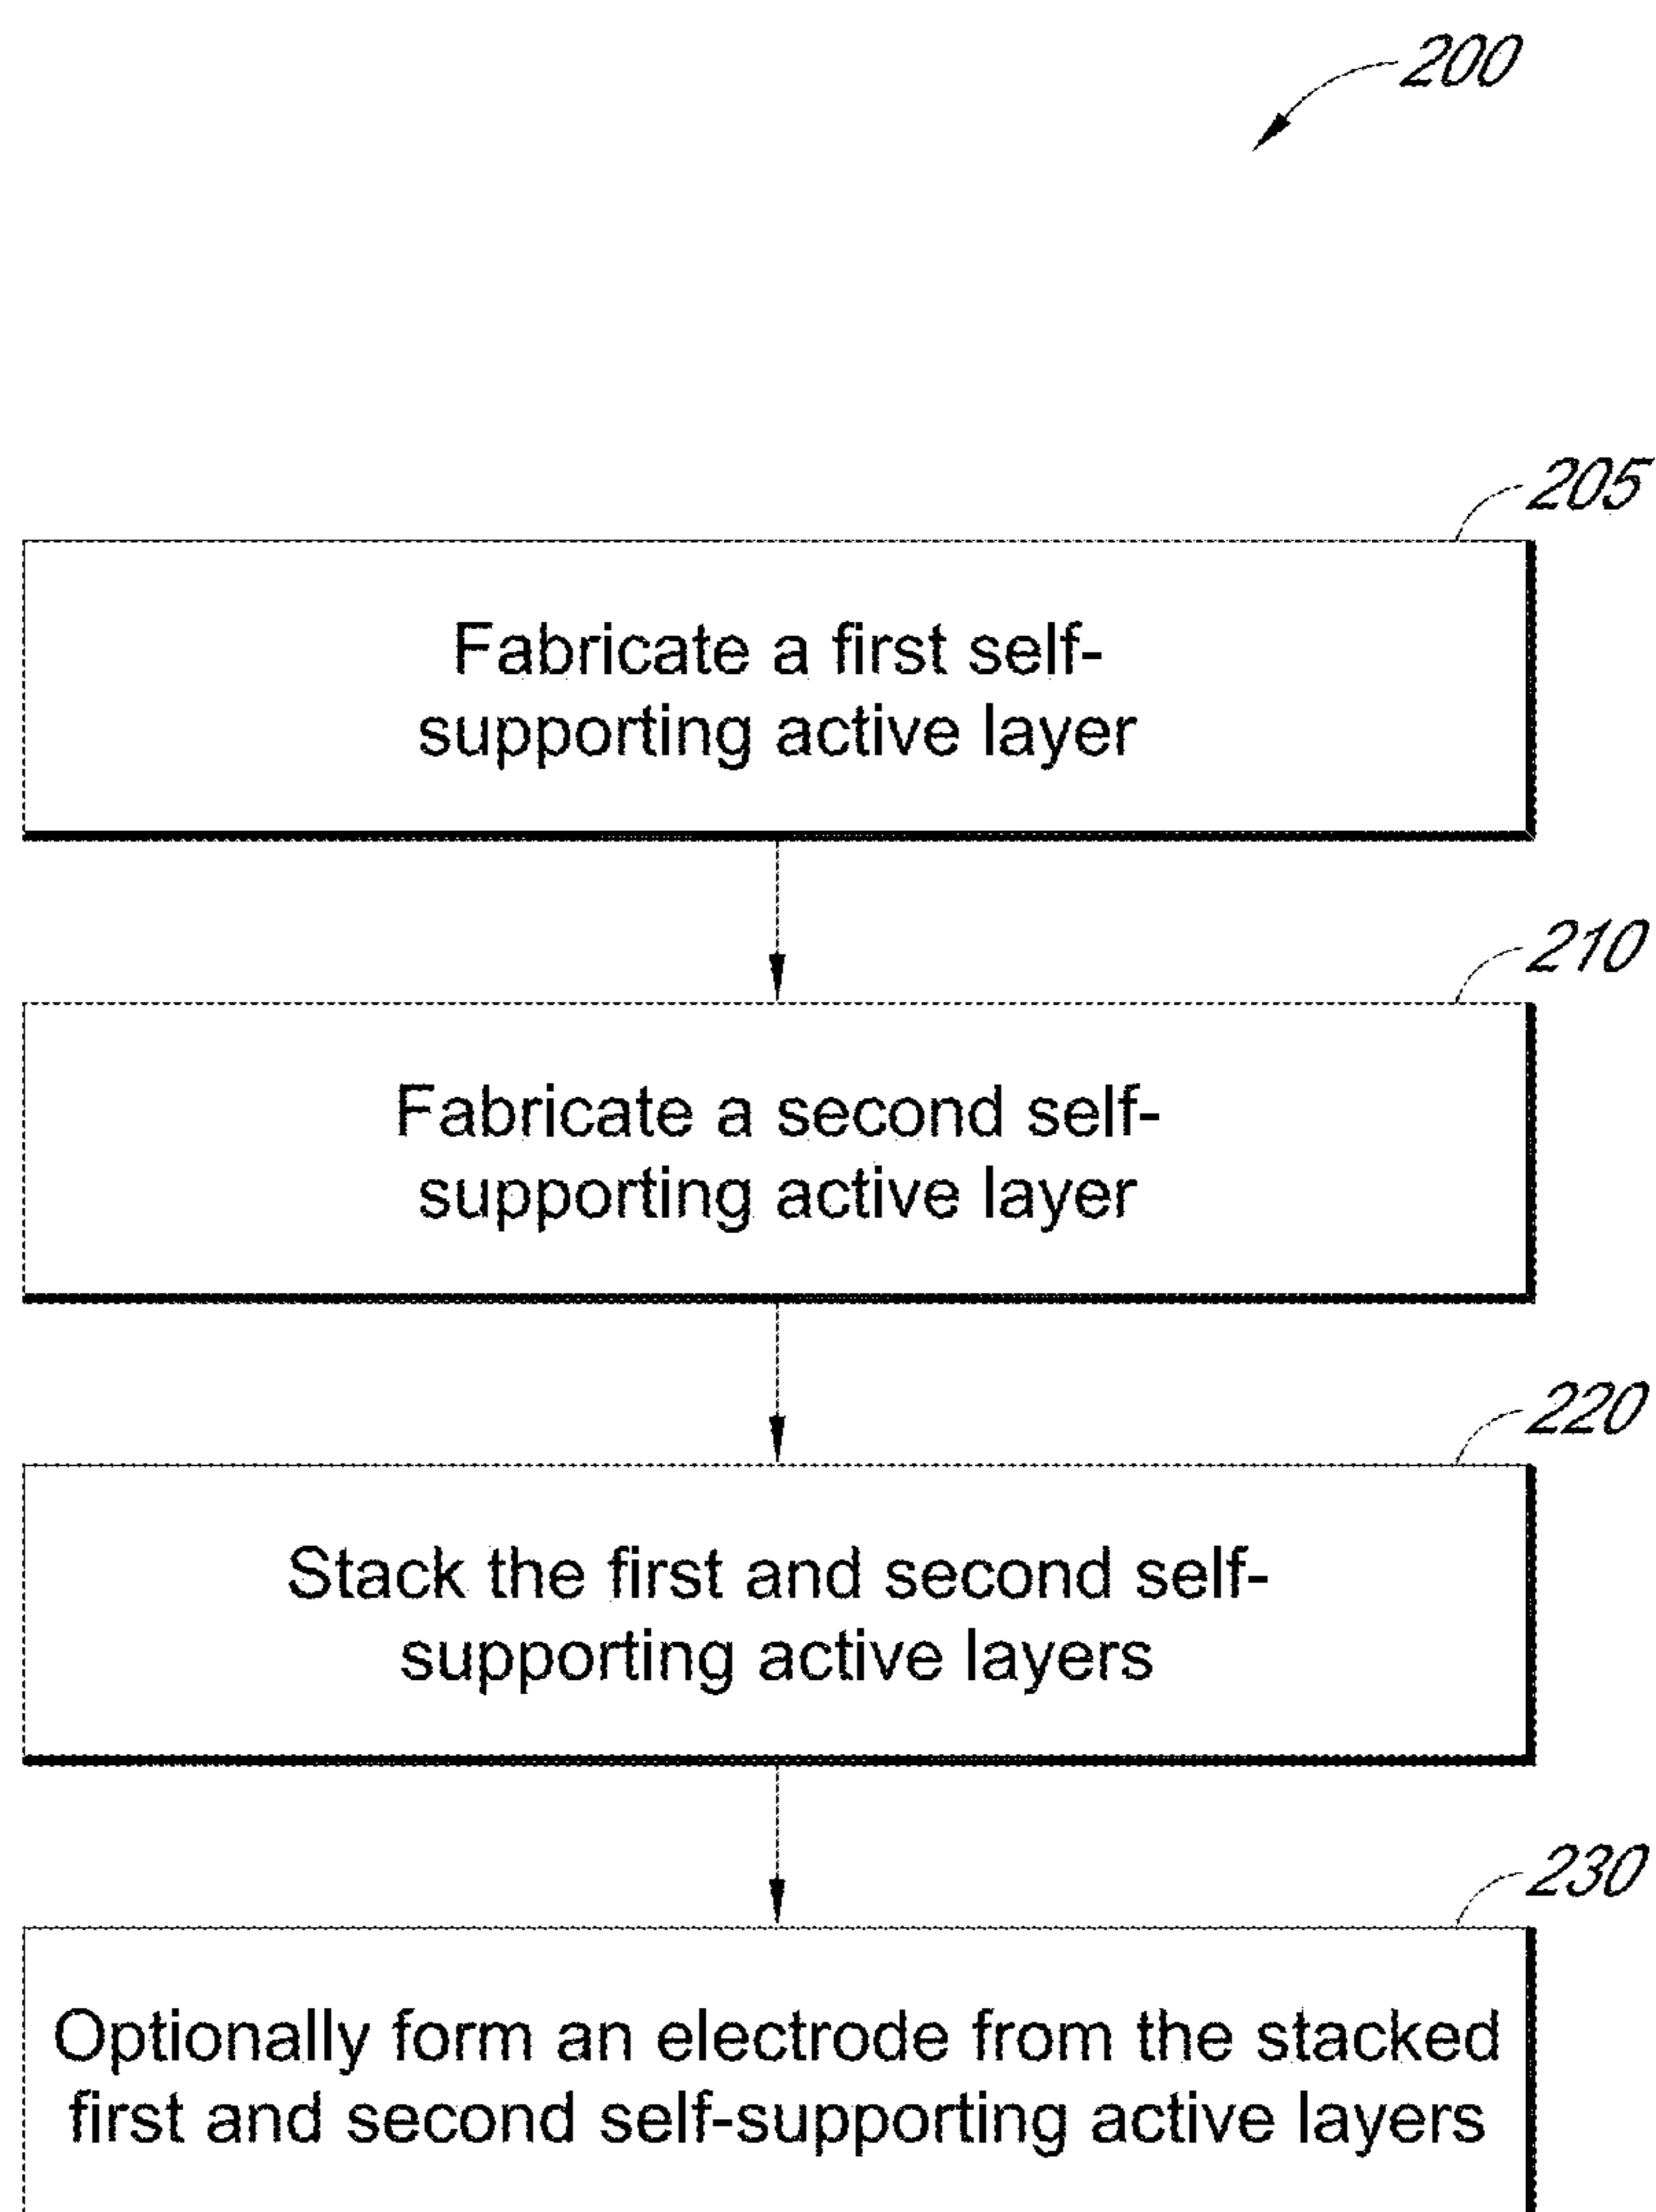 200
205
Fabricate a first self-
supporting active layer
210
Fabricate a second self-
supporting active layer
220
Stack the first and second self-
supporting active layers
230
Optionally form an electrode from the stacked
first and second self-supporting active layers